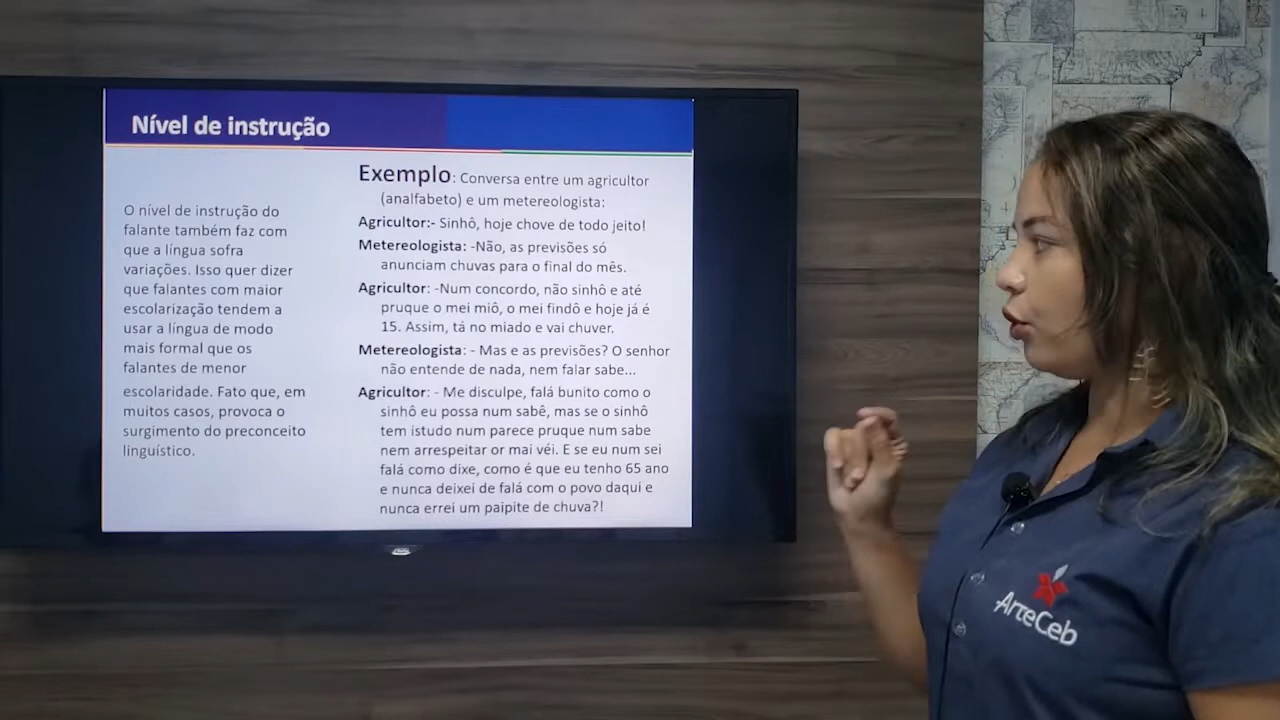 Nível de instrução
O nível de instrução do
falante também faz com
que a língua sofra
variações. Isso quer dizer
que falantes com maior
escolarização tendem a
usar a língua de modo
mais formal que os
falantes de menor
escolaridade. Fato que, em
muitos casos, provoca o
surgimento do preconceito
linguístico.
Exemplo: Conversa entre um agricultor
(analfabeto) e um metereologista:
Agricultor:- Sinhô, hoje chove de todo jeito!
Metereologista: -Não, as previsões só
anunciam chuvas para o final do mês.
Agricultor: -Num concordo, não sinhô e até
pruque o mei miô, o mei findô e hoje já é
15. Assim, tá no miado e vai chuver.
Metereologista: - Mas e as previsões? O senhor
não entende de nada, nem falar sabe...
Agricultor: - Me disculpe, falá bunito como o
sinhô eu possa num sabê, mas se o sinhô
tem istudo num parece pruque num sabe
nem arrespeitar or mai véi. E se eu num sei
falá como dixe, como é que eu tenho 65 ano
e nunca deixei de falá com o povo daqui e
nunca errei um paipite de chuva?!
ArteCeb